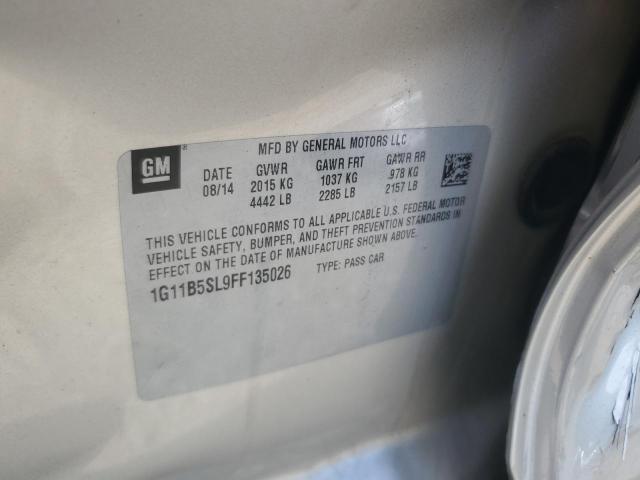 GM
MFD BY GENERAL MOTORS LLC
DATE GVWR GAWR FRT GAWR RR
08/14 2015 KG 1037 KG 978 KG
4442 LB 2285 LB 2157 LB
THIS VEHICLE CONFORMS TO ALL APPLICABLE U.S. FEDERAL MOTOR
VEHICLE SAFETY, BUMPER, AND THEFT PREVENTION STANDARDS IN
EFFECT ON THE DATE OF MANUFACTURE SHOWN ABOVE.
1G11B5SL9FF135026 TYPE: PASS CAR